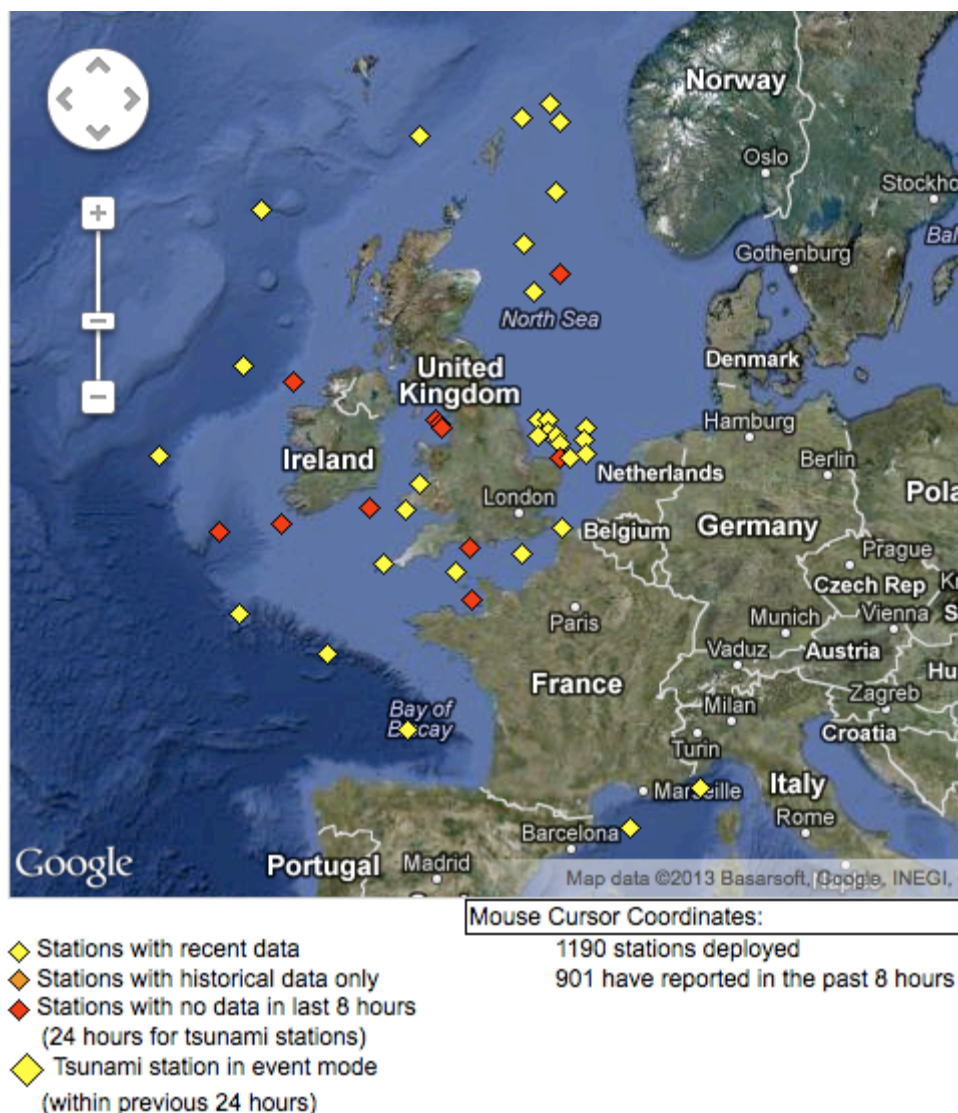 Norway
Oslo
Stockho
Bal
Gothenburg
North Sea
United
Kingdom
Denmark
Hamburg
Ireland
Netherlands
Berlin
London
Pola
Belgium
Germany
Prague
Czech Rep
Paris
Munich
Vienna
Vaduz
Austria
France
Zagreb
Milan
Bay of
Croatia
Turin
Marseille
Italy
Rome
Barcelona
Google
Portugal
Madrid
Map data ©2013 Basarsoft, Google, INEGI,
Mouse Cursor Coordinates:
Stations with recent data
1190 stations deployed
Stations with historical data only
901 have reported in the past 8 hours
Stations with no data in last 8 hours
(24 hours for tsunami stations)
Tsunami station in event mode
(within previous 24 hours)